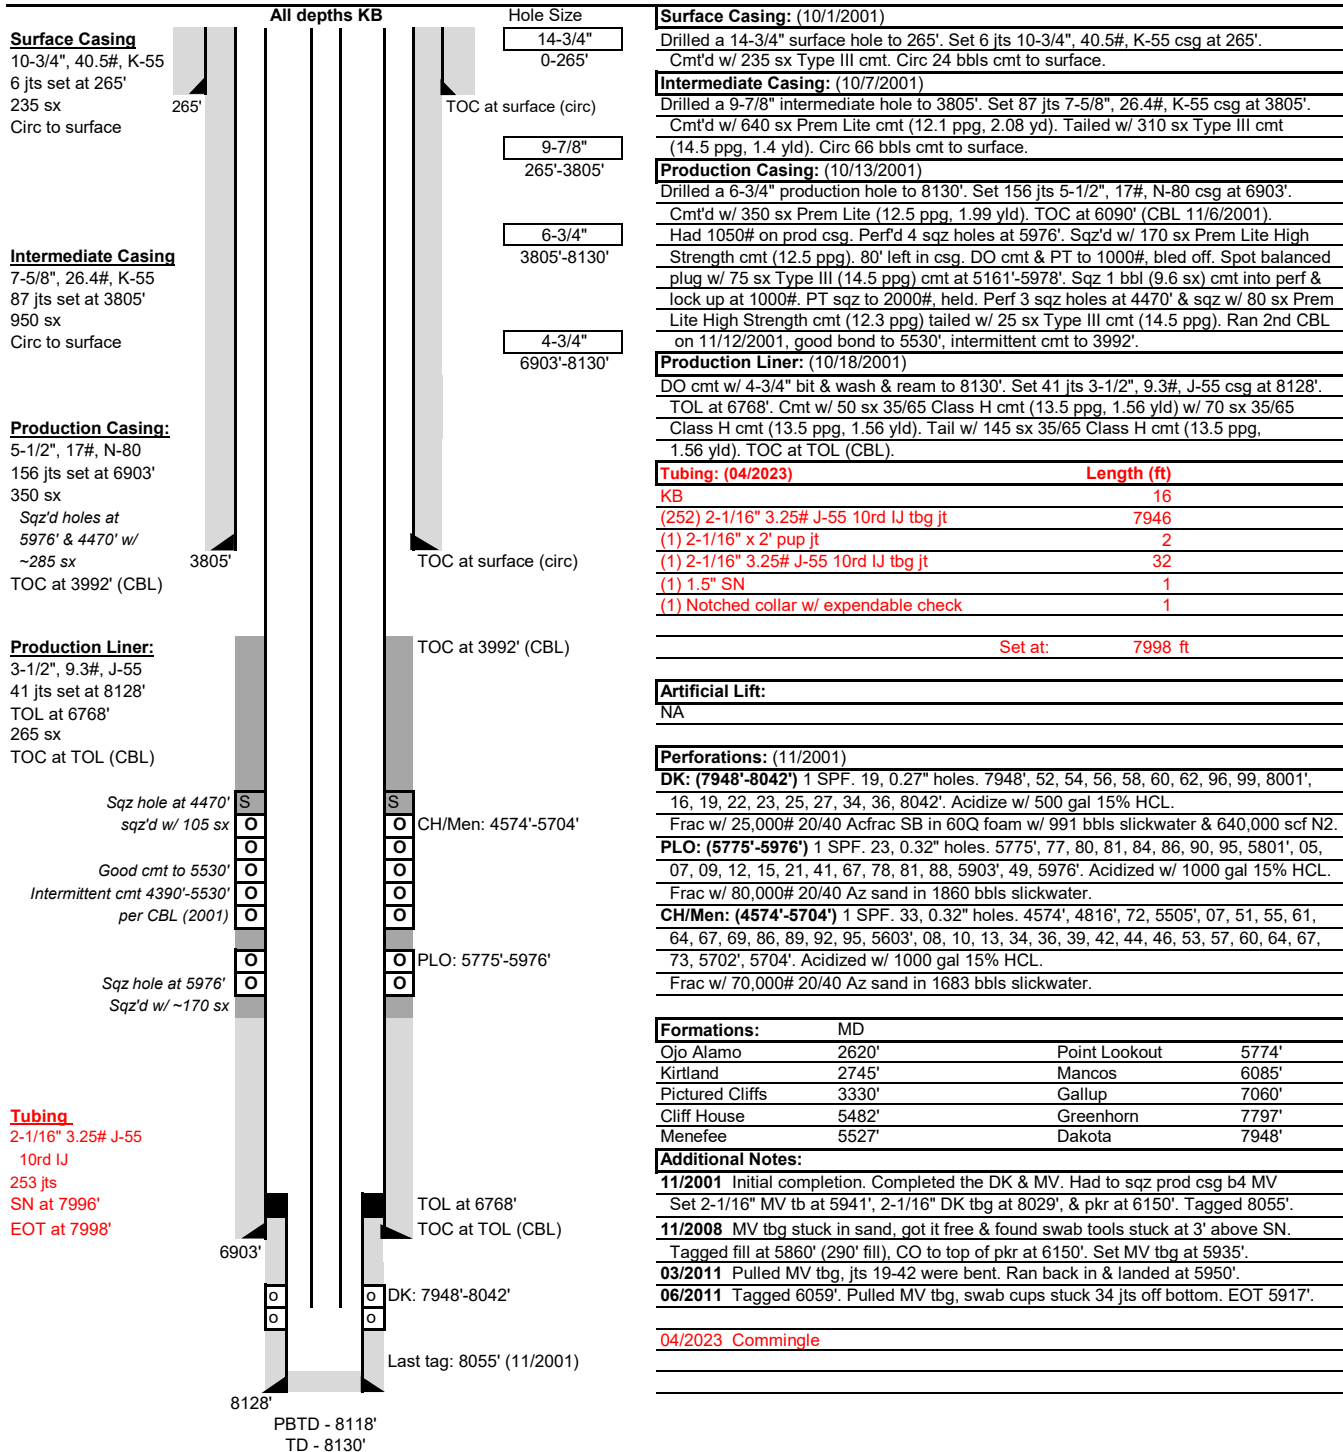 All depths KB
Hole Size
Surface Casing
10-3/4", 40.5#, K-55
6 jts set at 265'
235 sx
Circ to surface
265'
TOC at surface (circ)
14-3/4"
0-265'
9-7/8"
265'-3805'
6-3/4"
3805'-8130'
4-3/4"
6903'-8130'
Intermediate Casing
7-5/8", 26.4#, K-55
87 jts set at 3805'
950 sx
Circ to surface
Production Casing:
5-1/2", 17#, N-80
156 jts set at 6903'
350 sx
Sqz'd holes at
5976' & 4470' w/
~285 sx
TOC at 3992' (CBL)
3805'
TOC at surface (circ)
Production Liner:
3-1/2", 9.3#, J-55
41 jts set at 8128'
TOL at 6768'
265 sx
TOC at TOL (CBL)
TOC at 3992' (CBL)
Sqz hole at 4470'
sqz'd w/ 105 sx
S S
O O
CH/Men: 4574'-5704'
O O
Good cmt to 5530'
O O
Intermittent cmt 4390'-5530'
O O
per CBL (2001)
O O
O O
PLO: 5775'-5976'
Sqz hole at 5976'
O O
Sqz'd w/ ~170 sx
Tubing
2-1/16" 3.25# J-55
10rd IJ
253 jts
SN at 7996'
EOT at 7998'
TOL at 6768'
TOC at TOL (CBL)
6903'
o o
DK: 7948'-8042'
o o
Last tag: 8055' (11/2001)
8128'
PBTD - 8118'
TD - 8130'
Surface Casing: (10/1/2001)
Drilled a 14-3/4" surface hole to 265'. Set 6 jts 10-3/4", 40.5#, K-55 csg at 265'.
Cmt'd w/ 235 sx Type III cmt. Circ 24 bbls cmt to surface.
Intermediate Casing: (10/7/2001)
Drilled a 9-7/8" intermediate hole to 3805'. Set 87 jts 7-5/8", 26.4#, K-55 csg at 3805'.
Cmt'd w/ 640 sx Prem Lite cmt (12.1 ppg, 2.08 yd). Tailed w/ 310 sx Type III cmt
(14.5 ppg, 1.4 yld). Circ 66 bbls cmt to surface.
Production Casing: (10/13/2001)
Drilled a 6-3/4" production hole to 8130'. Set 156 jts 5-1/2", 17#, N-80 csg at 6903'.
Cmt'd w/ 350 sx Prem Lite (12.5 ppg, 1.99 yld). TOC at 6090' (CBL 11/6/2001).
Had 1050# on prod csg. Perf'd 4 sqz holes at 5976'. Sqz'd w/ 170 sx Prem Lite High
Strength cmt (12.5 ppg). 80' left in csg. DO cmt & PT to 1000#, bled off. Spot balanced
plug w/ 75 sx Type III (14.5 ppg) cmt at 5161'-5978'. Sqz 1 bbl (9.6 sx) cmt into perf &
lock up at 1000#. PT sqz to 2000#, held. Perf 3 sqz holes at 4470' & sqz w/ 80 sx Prem
Lite High Strength cmt (12.3 ppg) tailed w/ 25 sx Type III cmt (14.5 ppg). Ran 2nd CBL
on 11/12/2001, good bond to 5530', intermittent cmt to 3992'.
Production Liner: (10/18/2001)
DO cmt w/ 4-3/4" bit & wash & ream to 8130'. Set 41 jts 3-1/2", 9.3#, J-55 csg at 8128'.
TOL at 6768'. Cmt w/ 50 sx 35/65 Class H cmt (13.5 ppg, 1.56 yld) w/ 70 sx 35/65
Class H cmt (13.5 ppg, 1.56 yld). Tail w/ 145 sx 35/65 Class H cmt (13.5 ppg,
1.56 yld). TOC at TOL (CBL).
Tubing: (04/2023) Length (ft)
KB 16
(252) 2-1/16" 3.25# J-55 10rd IJ tbg jt 7946
(1) 2-1/16" x 2' pup jt 2
(1) 2-1/16" 3.25# J-55 10rd IJ tbg jt 32
(1) 1.5" SN 1
(1) Notched collar w/ expendable check 1
Set at: 7998 ft
Artificial Lift:
NA
Perforations: (11/2001)
DK: (7948'-8042') 1 SPF. 19, 0.27" holes. 7948', 52, 54, 56, 58, 60, 62, 96, 99, 8001',
16, 19, 22, 23, 25, 27, 34, 36, 8042'. Acidize w/ 500 gal 15% HCL.
Frac w/ 25,000# 20/40 Acfrac SB in 60Q foam w/ 991 bbls slickwater & 640,000 scf N2.
PLO: (5775'-5976') 1 SPF. 23, 0.32" holes. 5775', 77, 80, 81, 84, 86, 90, 95, 5801', 05,
07, 09, 12, 15, 21, 41, 67, 78, 81, 88, 5903', 49, 5976'. Acidized w/ 1000 gal 15% HCL.
Frac w/ 80,000# 20/40 Az sand in 1860 bbls slickwater.
CH/Men: (4574'-5704') 1 SPF. 33, 0.32" holes. 4574', 4816', 72, 5505', 07, 51, 55, 61,
64, 67, 69, 86, 89, 92, 95, 5603', 08, 10, 13, 34, 36, 39, 42, 44, 46, 53, 57, 60, 64, 67,
73, 5702', 5704'. Acidized w/ 1000 gal 15% HCL.
Frac w/ 70,000# 20/40 Az sand in 1683 bbls slickwater.
Formations: MD
Ojo Alamo 2620' Point Lookout 5774'
Kirtland 2745' Mancos 6085'
Pictured Cliffs 3330' Gallup 7060'
Cliff House 5482' Greenhorn 7797'
Menefee 5527' Dakota 7948'
Additional Notes:
11/2001 Initial completion. Completed the DK & MV. Had to sqz prod csg b4 MV
Set 2-1/16" MV tb at 5941', 2-1/16" DK tbg at 8029', & pkr at 6150'. Tagged 8055'.
11/2008 MV tbg stuck in sand, got it free & found swab tools stuck at 3' above SN.
Tagged fill at 5860' (290' fill), CO to top of pkr at 6150'. Set MV tbg at 5935'.
03/2011 Pulled MV tbg, jts 19-42 were bent. Ran back in & landed at 5950'.
06/2011 Tagged 6059'. Pulled MV tbg, swab cups stuck 34 jts off bottom. EOT 5917'.
04/2023 Commingle